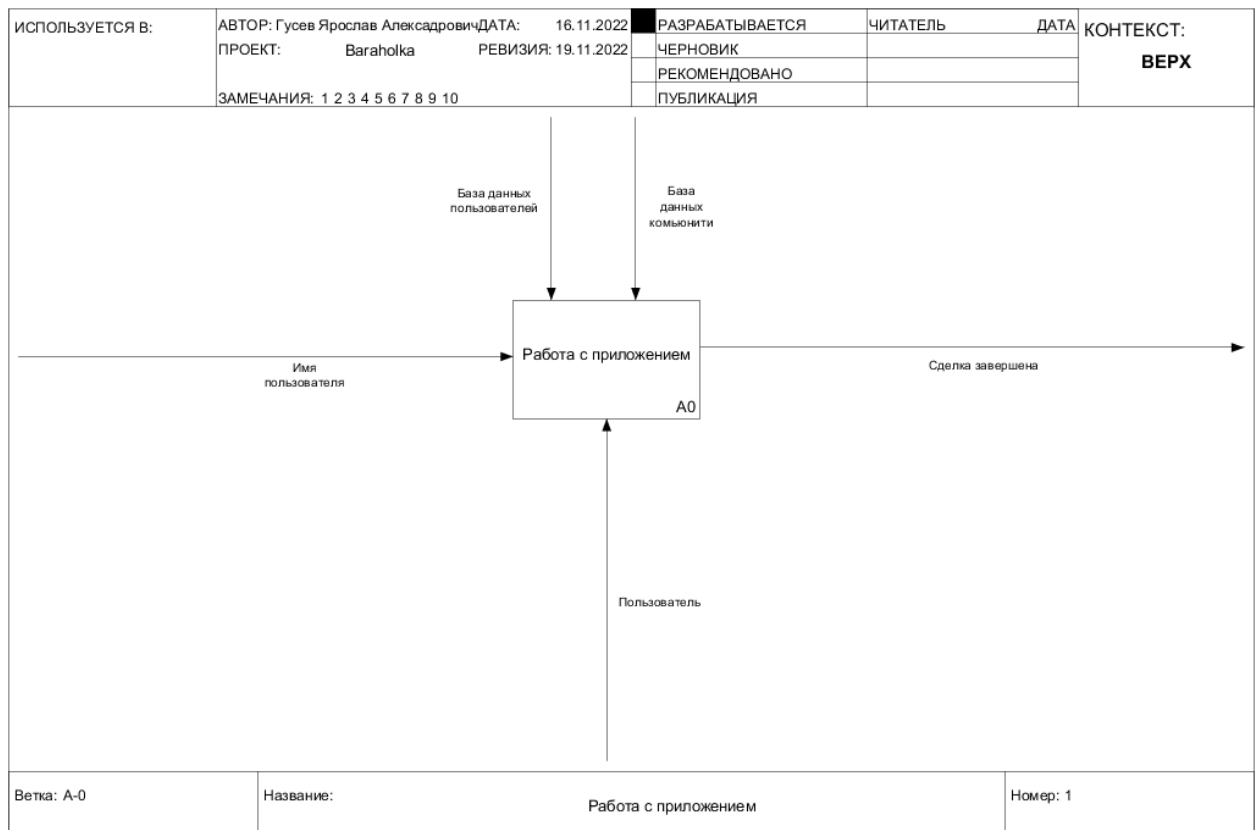 ИСПОЛЬЗУЕТСЯ В:
АВТОР: Гусев Ярослав Алексадрович
ДАТА: 16.11.2022
ПРОЕКТ: Baraholka
РЕВИЗИЯ: 19.11.2022
ЗАМЕЧАНИЯ: 1 2 3 4 5 6 7 8 9 10
РАЗРАБАТЫВАЕТСЯ
ЧЕРНОВИК
РЕКОМЕНДОВАНО
ПУБЛИКАЦИЯ
ЧИТАТЕЛЬ
ДАТА
КОНТЕКСТ:
ВЕРХ
База данных
пользователей
База
данных
комьюнити
Работа с приложением
A0
Имя
пользователя
Сделка завершена
Пользователь
Ветка: A-0
Название:
Работа с приложением
Номер: 1